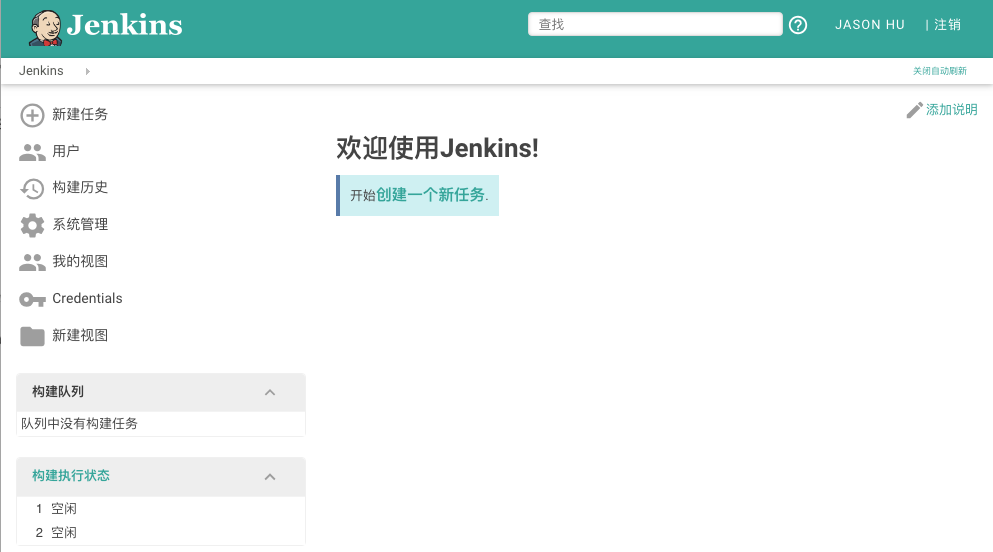 Jenkins
查找
JASON HU
| 注销
Jenkins
关闭自动刷新
添加说明
新建任务
用户
构建历史
系统管理
我的视图
Credentials
新建视图
欢迎使用Jenkins!
开始创建一个新任务.
构建队列
队列中没有构建任务
构建执行状态
1 空闲
2 空闲